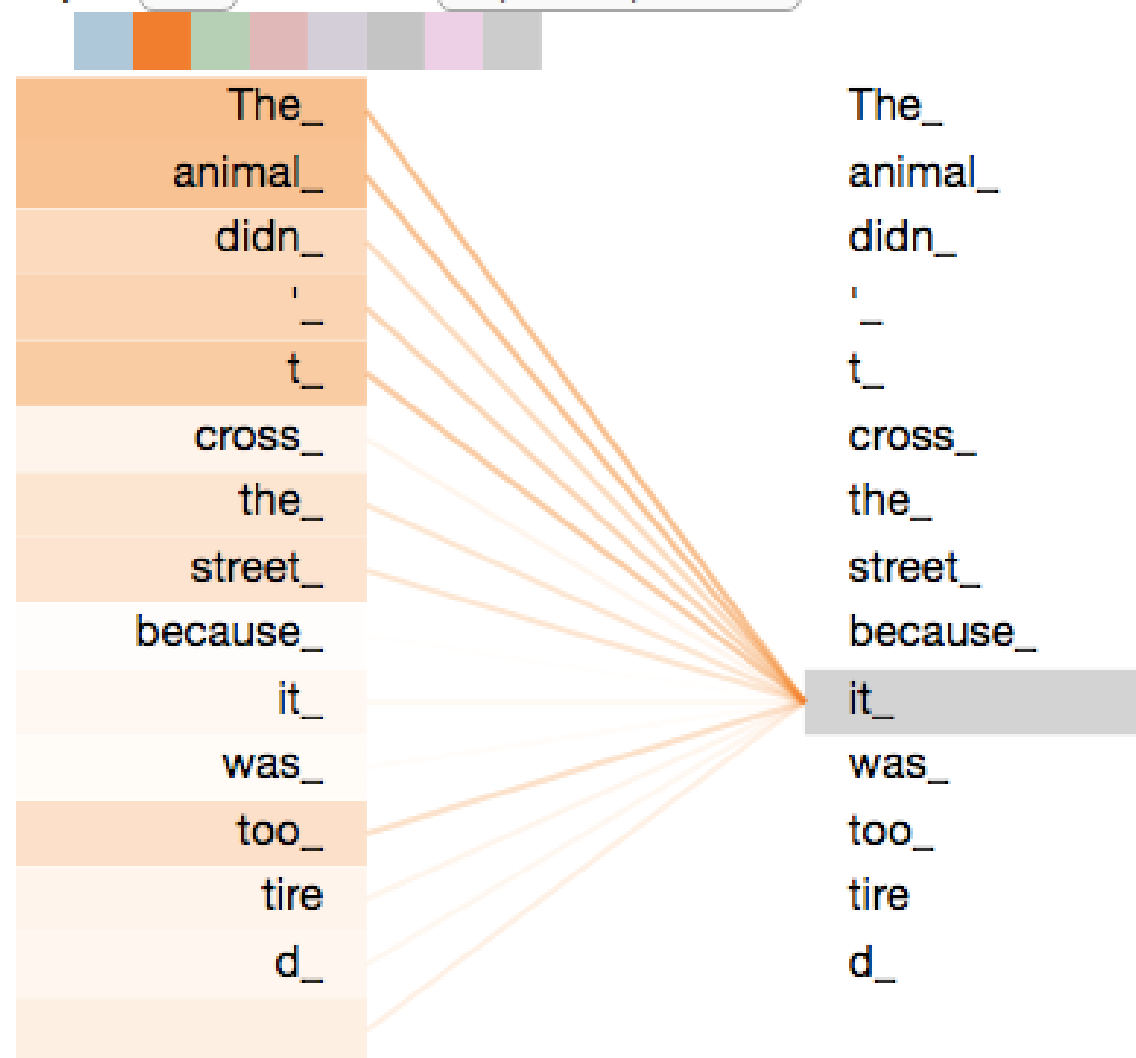 The_ The_
animal_ animal_
didn_ didn_
'_ '_
t_ t_
cross_ cross_
the_ the_
street_ street_
because_ because_
it_ it_
was_ was_
too_ too_
tire tire
d_ d_